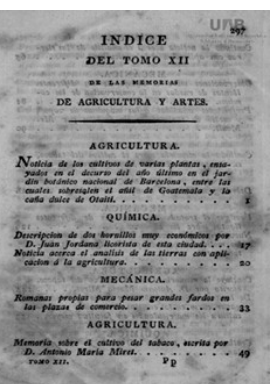 UAB
297
INDICE
DEL TOMO XII
DE LAS MEMORIAS
DE AGRICULTURA Y ARTES.
AGRICULTURA.
Noticia de los cultivos de varias plantas, ensa-
yados en el decurso del año último en el jar-
din botánico nacional de Barcelona, entre las
cuales sobresalen el añil de Goatemala y la
caña dulce de Otaiti. . . . 1
QUÍMICA.
Descripcion de dos hornillos muy económicos por
D. Juan Jordana licorista de esta ciudad. . . . 17
Noticia acerca el analísis de las tierras con apli-
cacion á la agricultura. . . . 20
MECÁNICA.
Romanas propias para pesar grandes fardos en
las plazas de comercio. . . . 33
AGRICULTURA.
Memoria sobre el cultivo del tabaco, escrita por
D. Antonio María Miret. . . . 49
TOMO XII. Pp